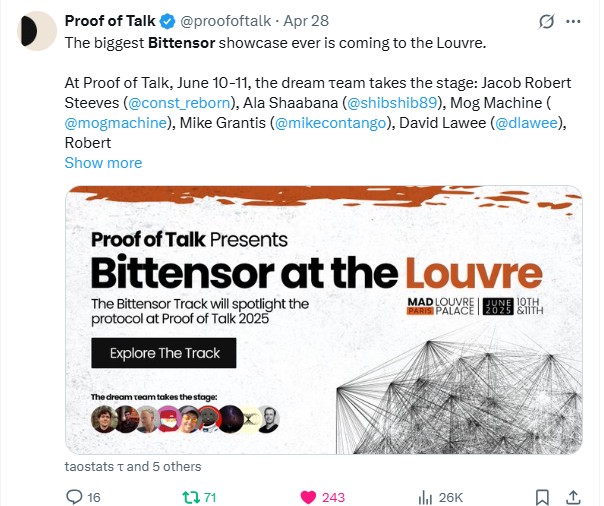 Proof of Talk @proofoftalk · Apr 28
The biggest Bittensor showcase ever is coming to the Louvre.
At Proof of Talk, June 10-11, the dream τeam takes the stage: Jacob Robert
Steeves (@const_reborn), Ala Shaabana (@shibshib89), Mog Machine (
@mogmachine), Mike Grantis (@mikecontango), David Lawee (@dlawee),
Robert
Show more
Proof of Talk Presents
Bittensor at the Louvre
The Bittensor Track will spotlight the
protocol at Proof of Talk 2025
MAD LOUVRE JUNE 10TH
PARIS PALACE 2025 &11TH
Explore The Track
The dream τeam takes the stage:
taostats τ and 5 others
16 71 243 26K